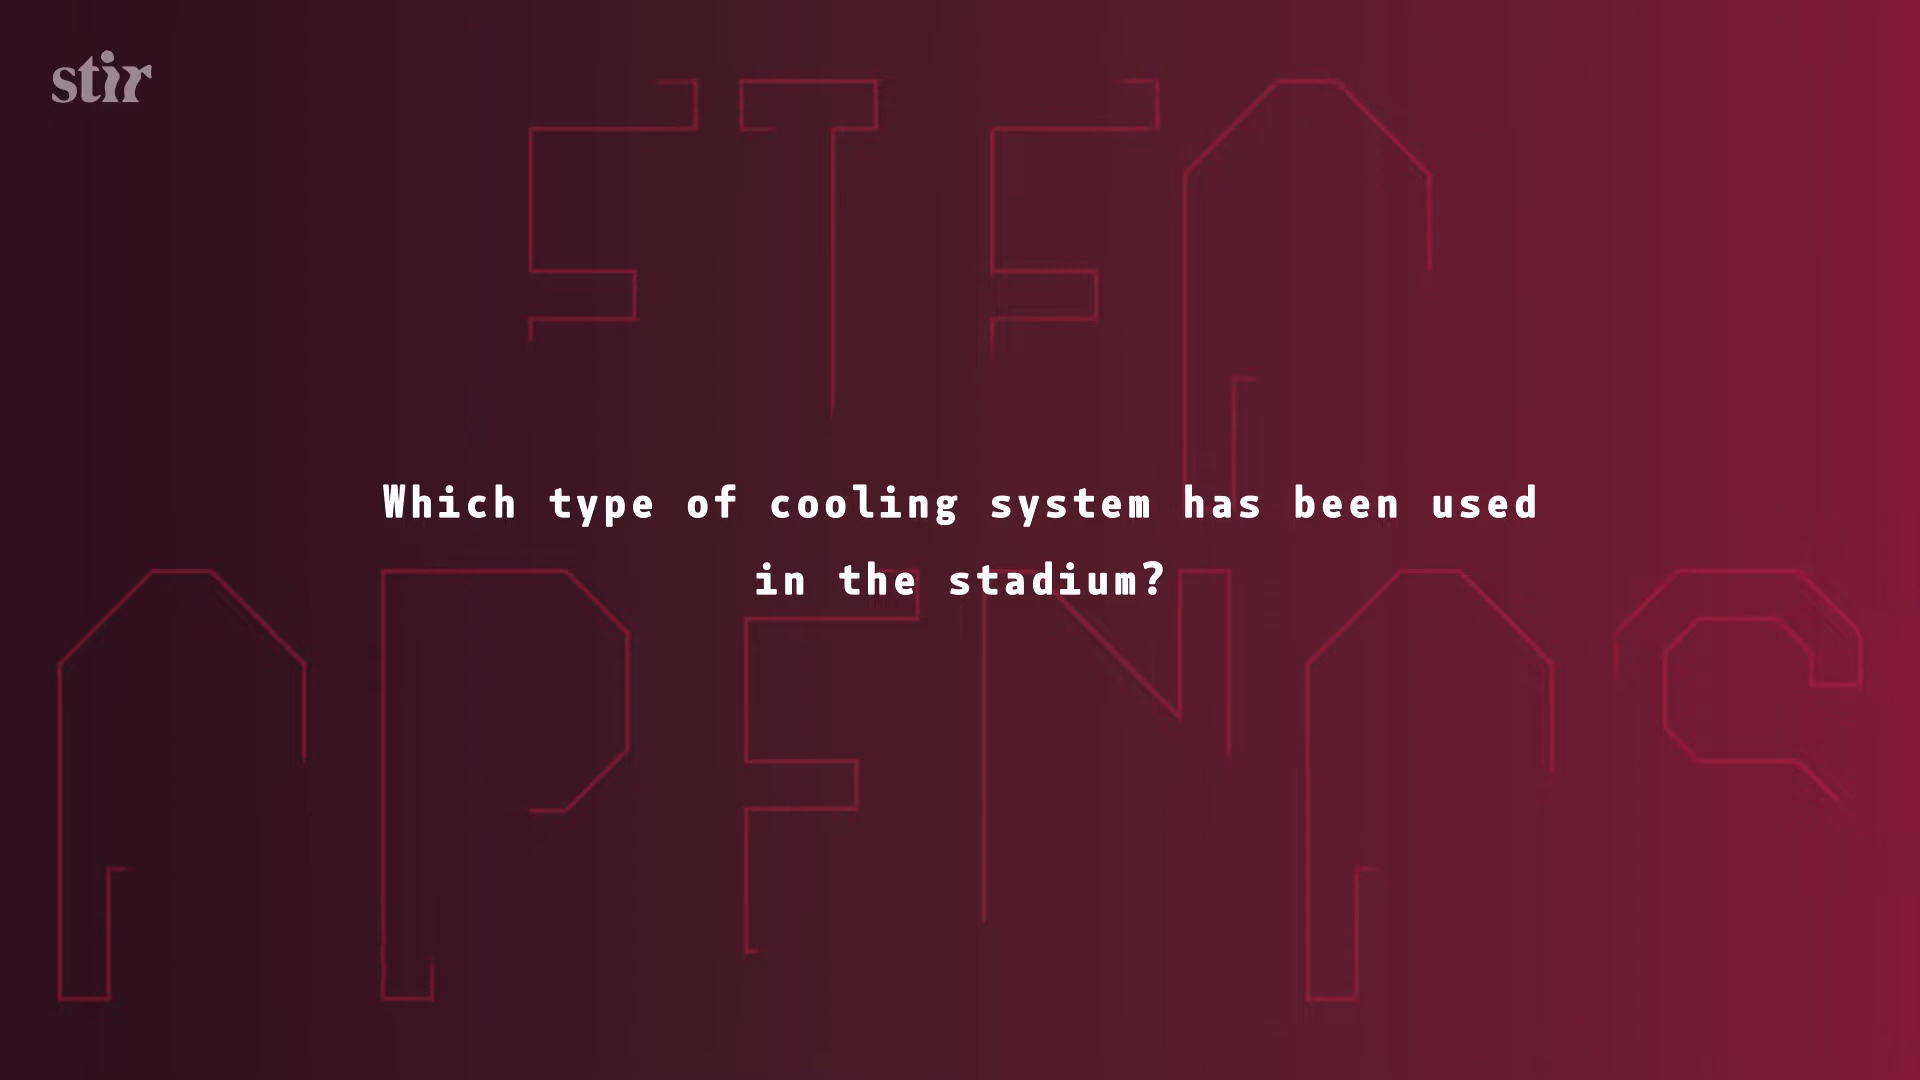 stir
Which type of cooling system has been used
in the stadium?